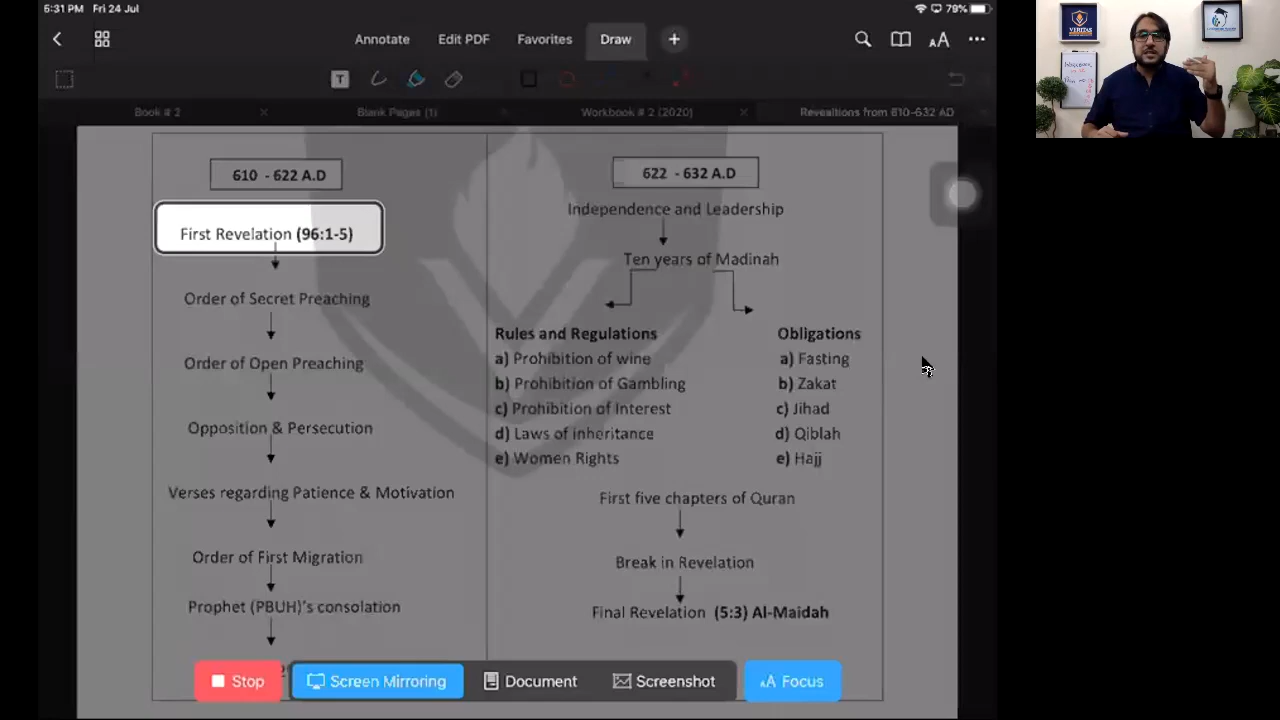 5:31 PM Fri 24 Jul
79%
Annotate Edit PDF Favorites Draw
Book # 2
Blank Pages (1)
Workbook # 2 (2020)
Revealtions from 610-632 AD
610 - 622 A.D
First Revelation (96:1-5)
Order of Secret Preaching
Order of Open Preaching
Opposition & Persecution
Verses regarding Patience & Motivation
Order of First Migration
Prophet (PBUH)'s consolation
622 - 632 A.D
Independence and Leadership
Ten years of Madinah
Rules and Regulations
a) Prohibition of wine
b) Prohibition of Gambling
c) Prohibition of Interest
d) Laws of inheritance
e) Women Rights
Obligations
a) Fasting
b) Zakat
c) Jihad
d) Qiblah
e) Hajj
First five chapters of Quran
Break in Revelation
Final Revelation (5:3) Al-Maidah
Stop
Screen Mirroring
Document
Screenshot
AA Focus
VERITAS